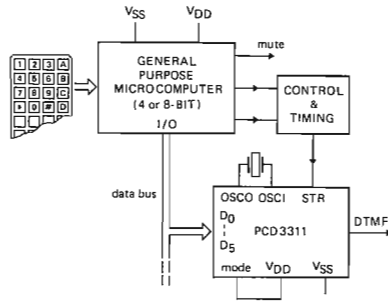 VSS VDD
1 2 3 A
4 5 6 B
7 8 9 C
* 0 # D
GENERAL
PURPOSE
MICROCOMPUTER
(4 or 8-BIT)
I/O
mute
CONTROL
&
TIMING
data bus
OSCO OSCI STR
D0
D5
PCD3311
DTMF
mode VDD VSS